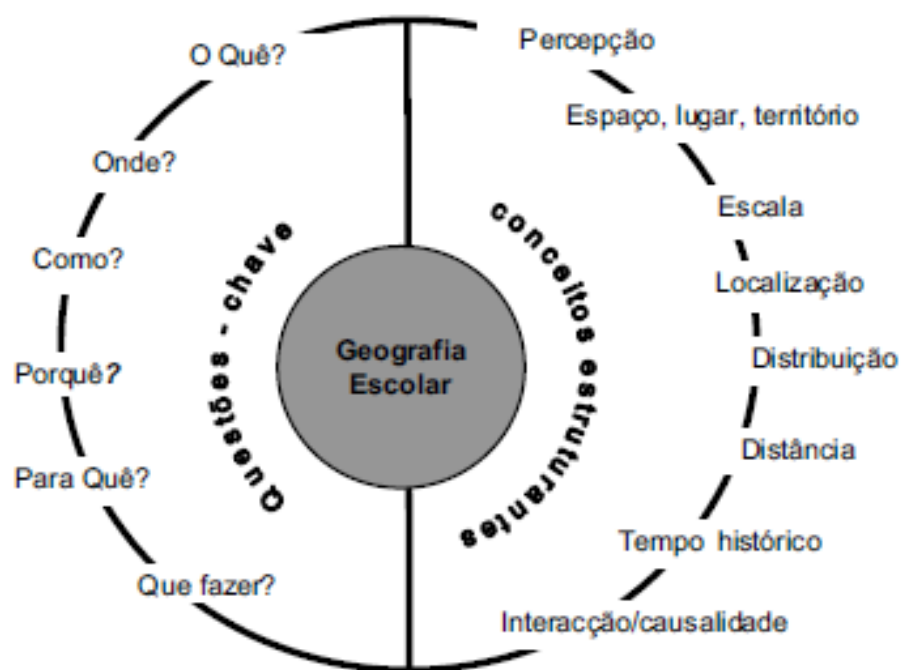 O Quê?
Onde?
Como?
Porquê?
Para Quê?
Que fazer?
Questões - chave
Geografia
Escolar
conceitos estruturantes
Percepção
Espaço, lugar, território
Escala
Localização
Distribuição
Distância
Tempo histórico
Interacção/causalidade